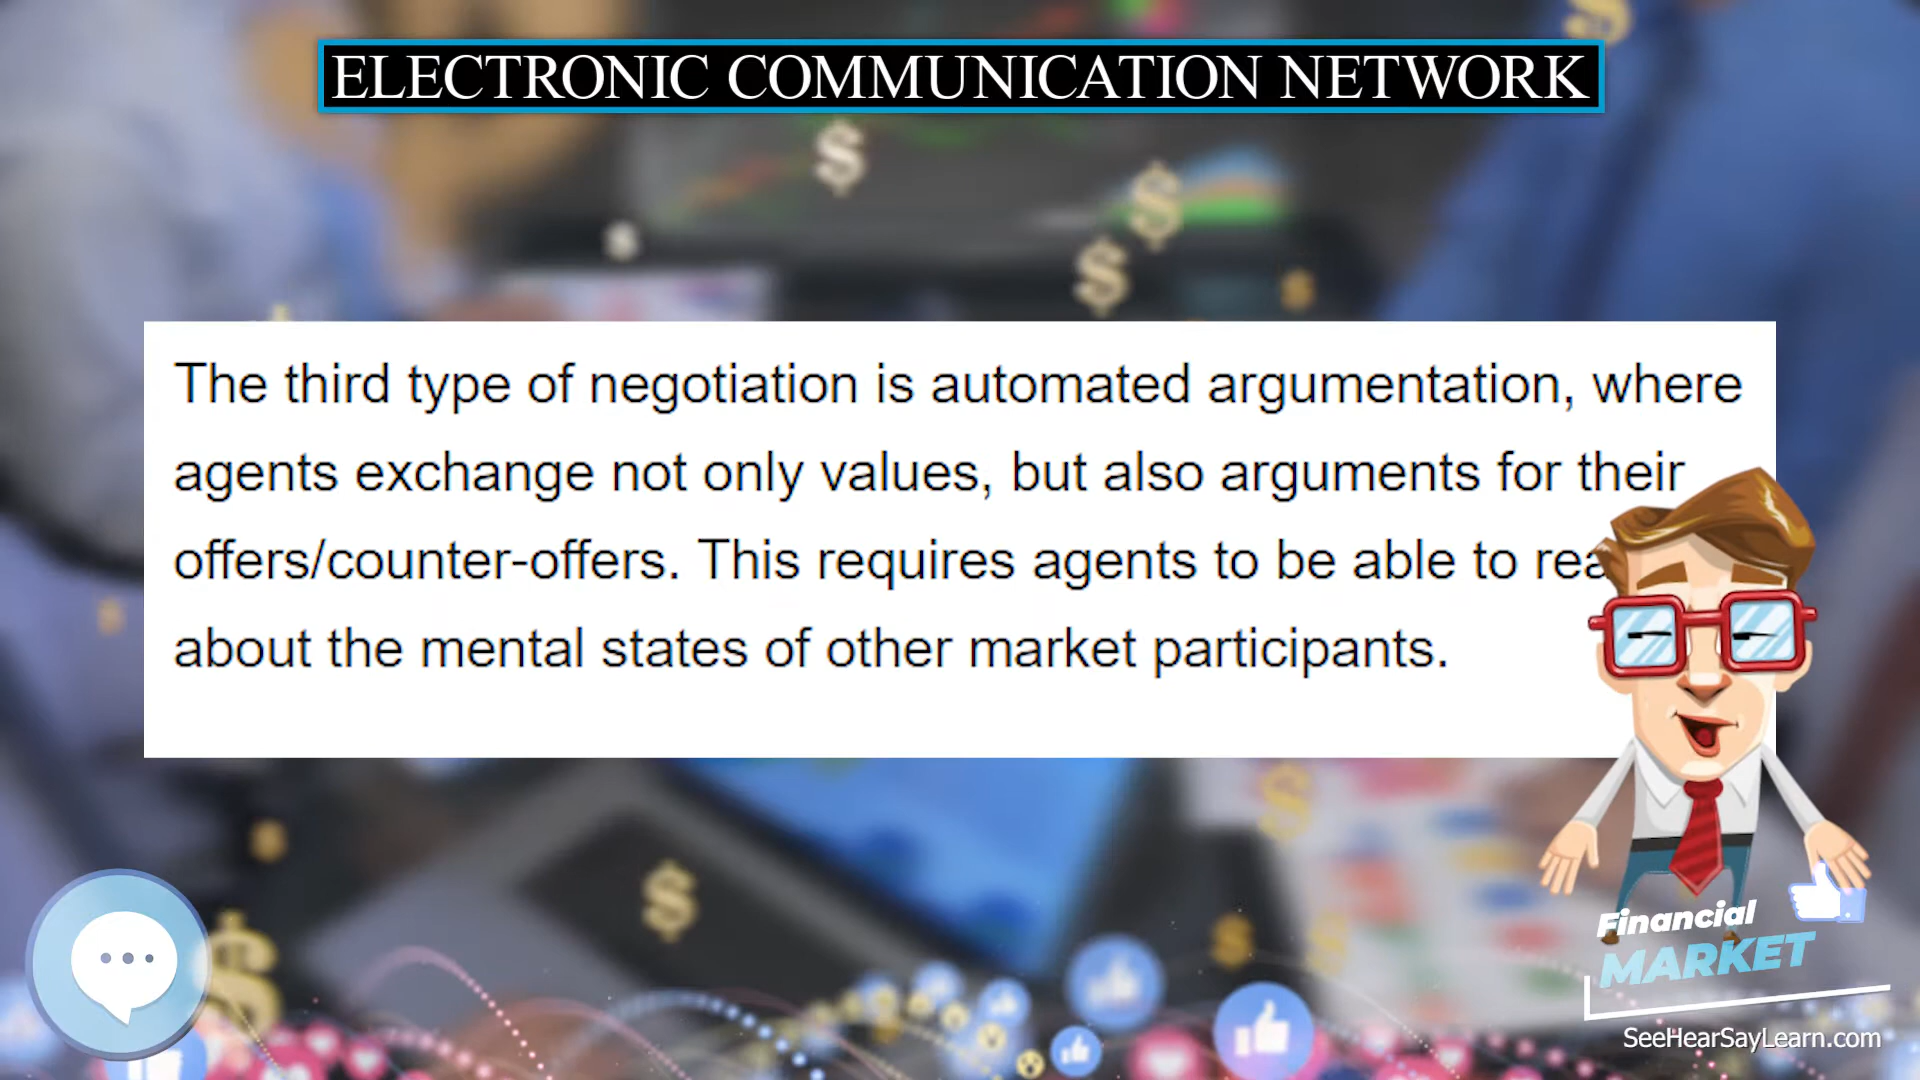 ELECTRONIC COMMUNICATION NETWORK
The third type of negotiation is automated argumentation, where
agents exchange not only values, but also arguments for their
offers/counter-offers. This requires agents to be able to
about the mental states of other market participants.
Financial
MARKET
SeeHearSayLearn.com